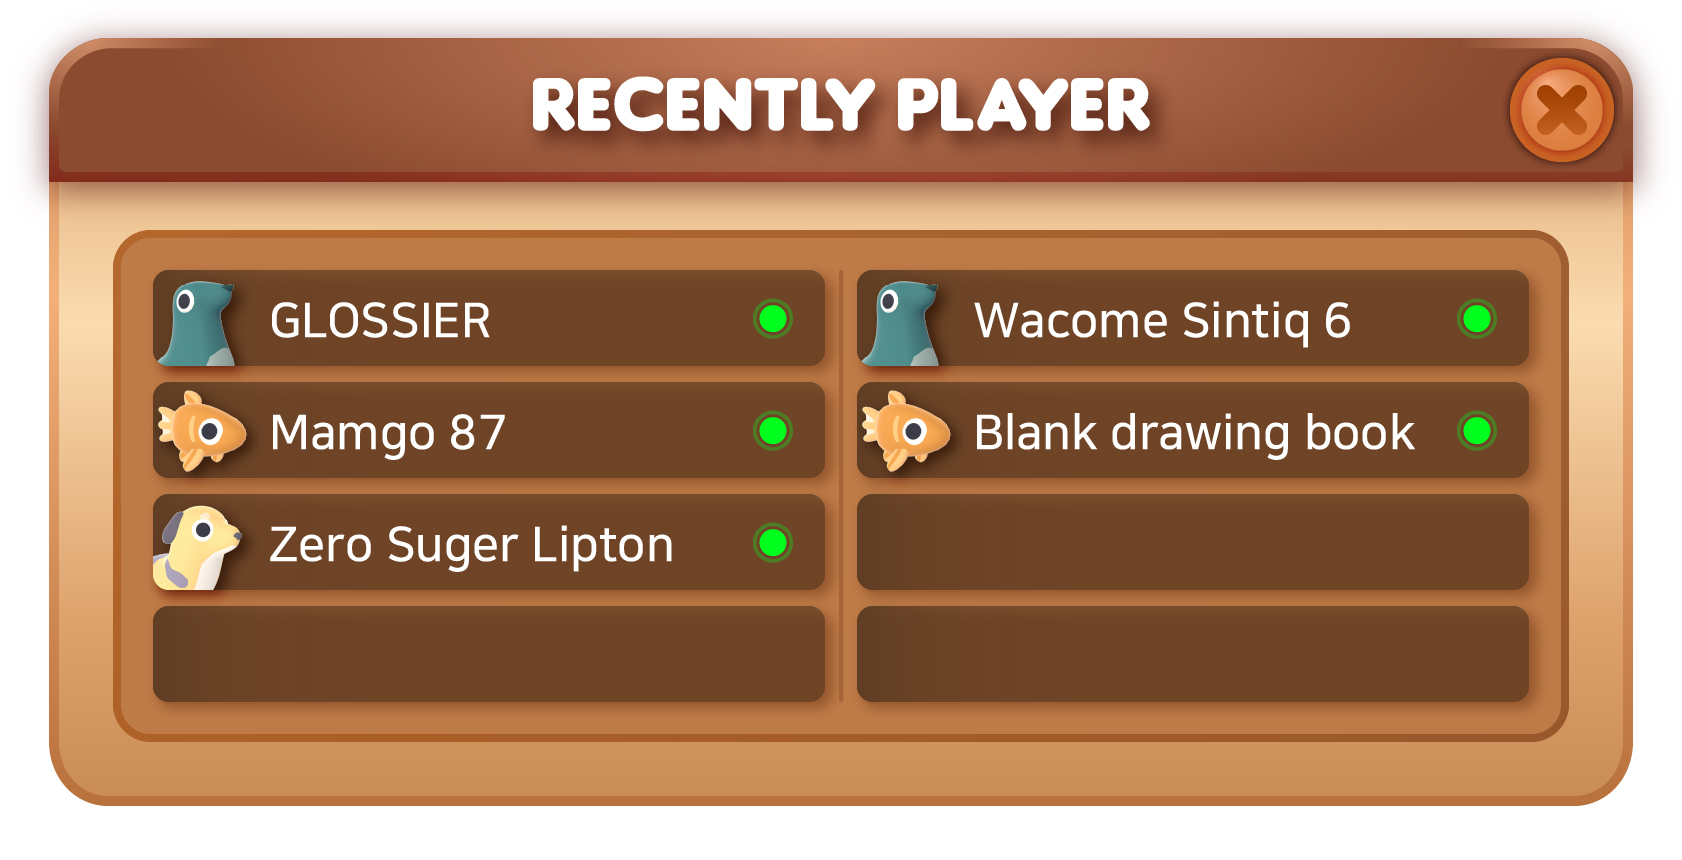 RECENTLY PLAYER
GLOSSIER
Wacome Sintiq 6
Mamgo 87
Blank drawing book
Zero Suger Lipton